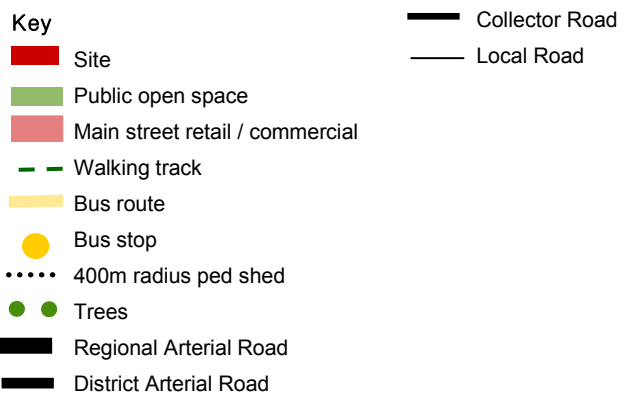 Key
Site
Public open space
Main street retail / commercial
Walking track
Bus route
Bus stop
400m radius ped shed
Trees
Regional Arterial Road
District Arterial Road
Collector Road
Local Road